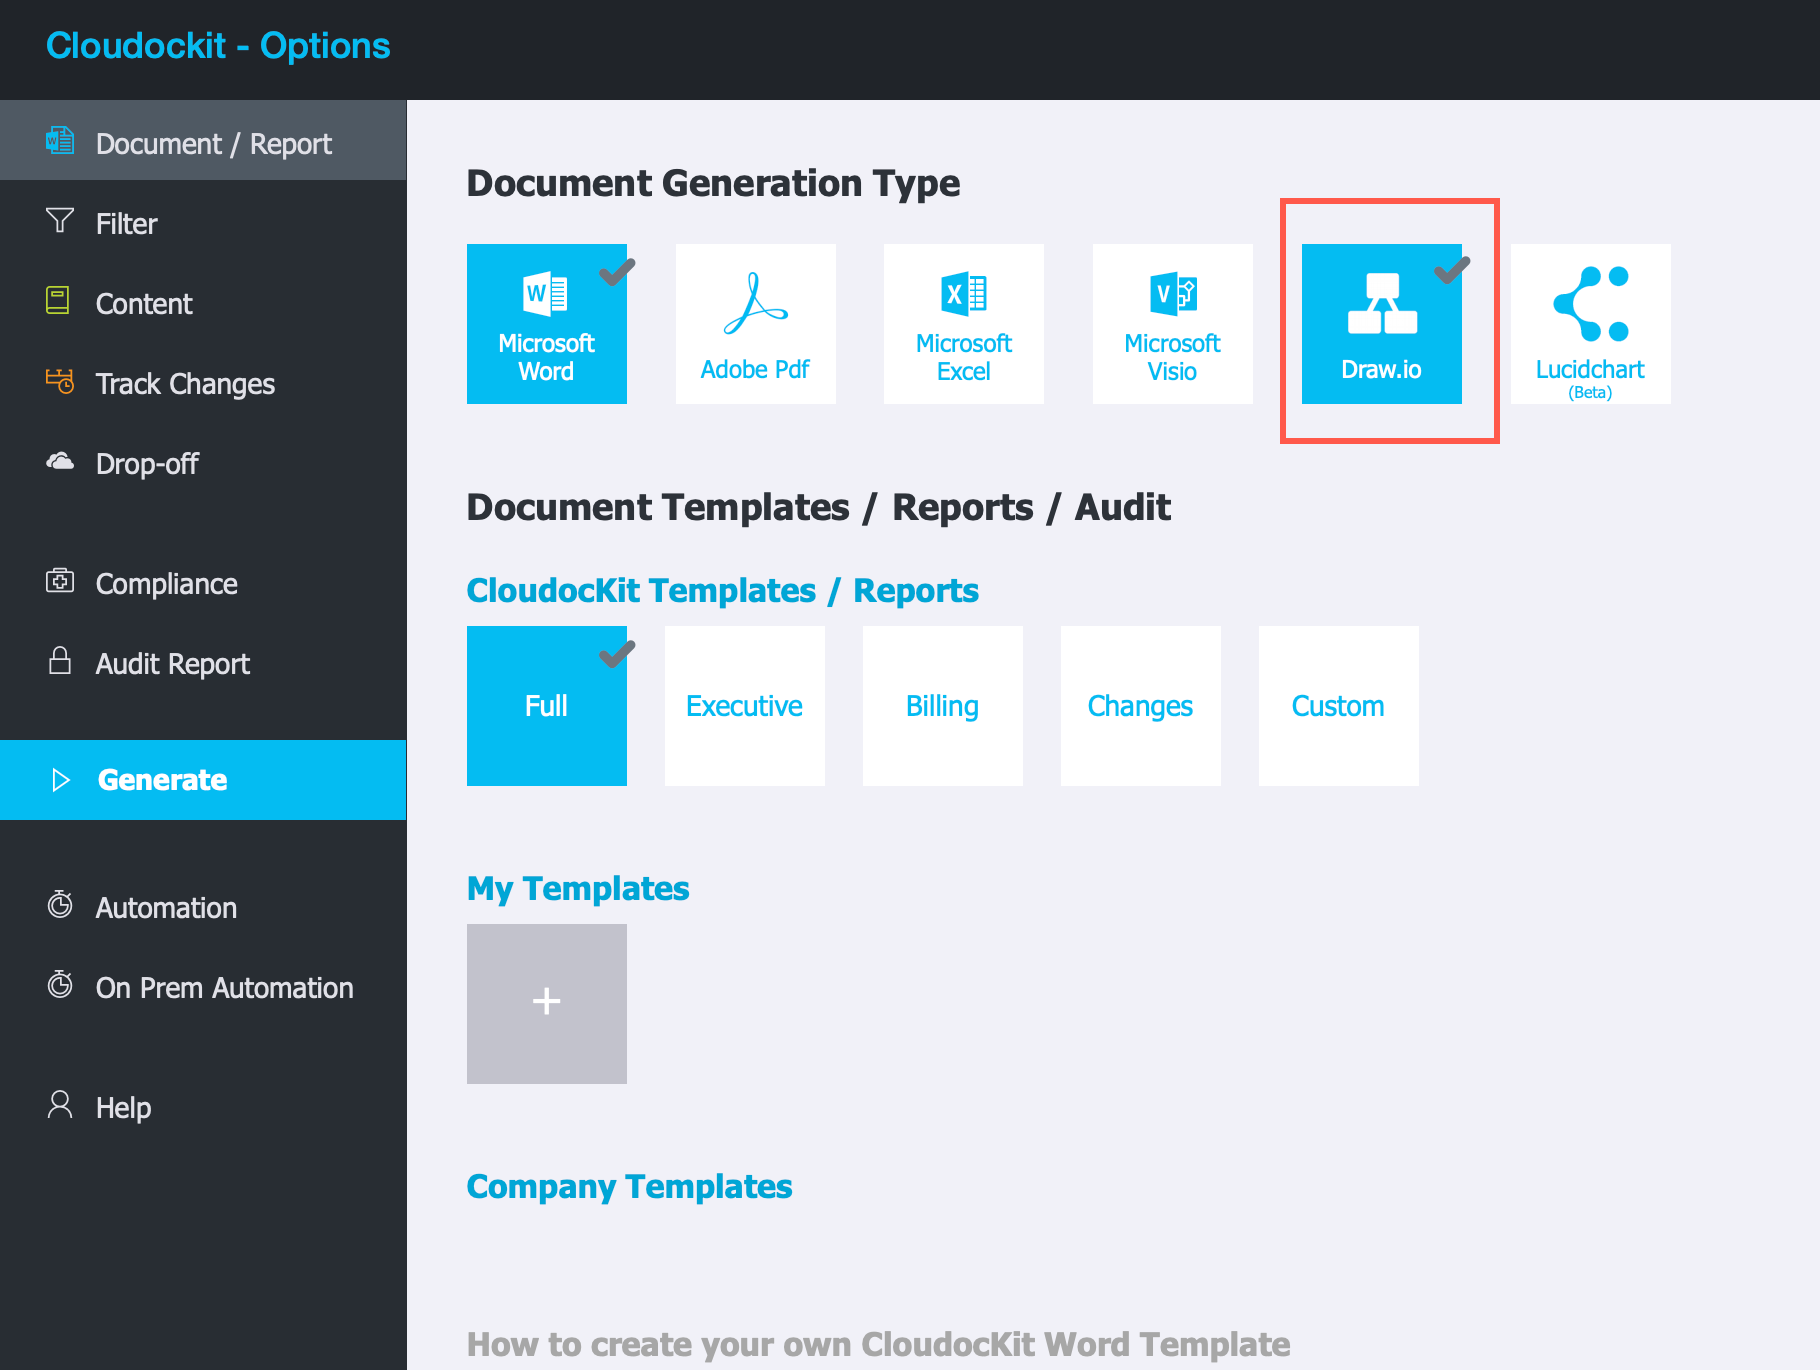 Cloudockit - Options
Document / Report
Filter
Content
Track Changes
Drop-off
Compliance
Audit Report
Generate
Automation
On Prem Automation
Help
Document Generation Type
W
Microsoft
Word
Adobe Pdf
X
Microsoft
Excel
V
Microsoft
Visio
Draw.io
Lucidchart
(Beta)
Document Templates / Reports / Audit
CloudocKit Templates / Reports
Full
Executive
Billing
Changes
Custom
My Templates
+
Company Templates
How to create your own CloudocKit Word Template